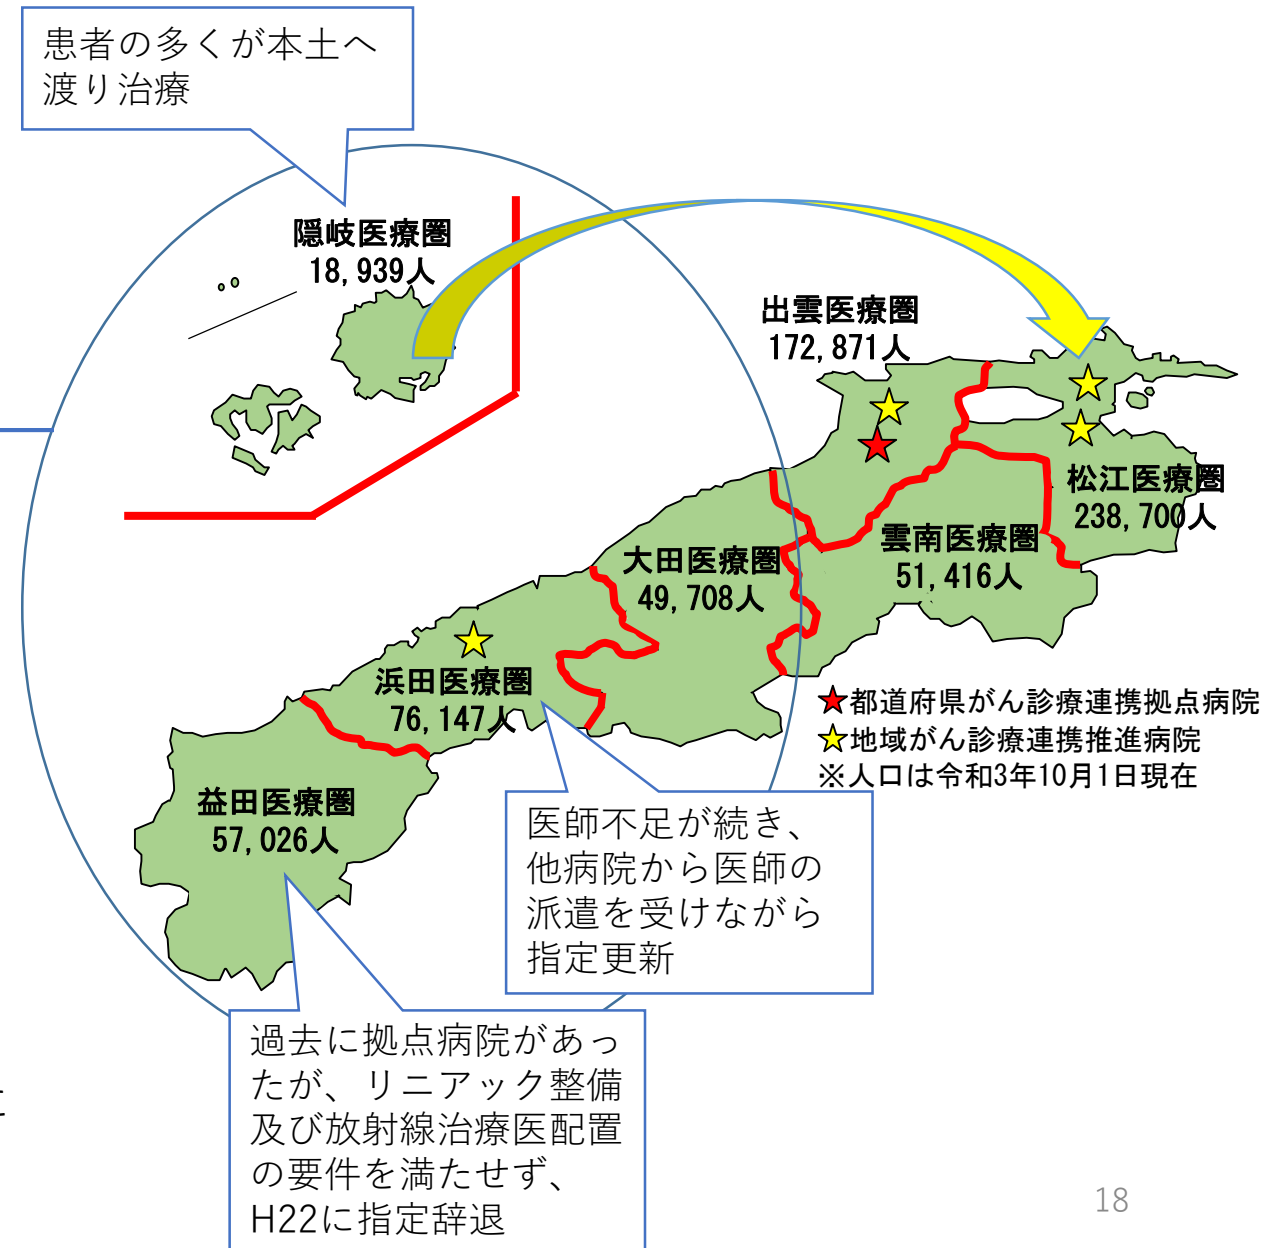 患者の多くが本土へ
渡り治療
隠岐医療圏
18,939人
出雲医療圏
172,871人
松江医療圏
238,700人
雲南医療圏
51,416人
大田医療圏
49,708人
浜田医療圏
76,147人
益田医療圏
57,026人
★都道府県がん診療連携拠点病院
☆地域がん診療連携推進病院
※人口は令和3年10月1日現在
医師不足が続き、
他病院から医師の
派遣を受けながら
指定更新
過去に拠点病院があっ
たが、リニアック整備
及び放射線治療医配置
の要件を満たせず、
H22に指定辞退
18